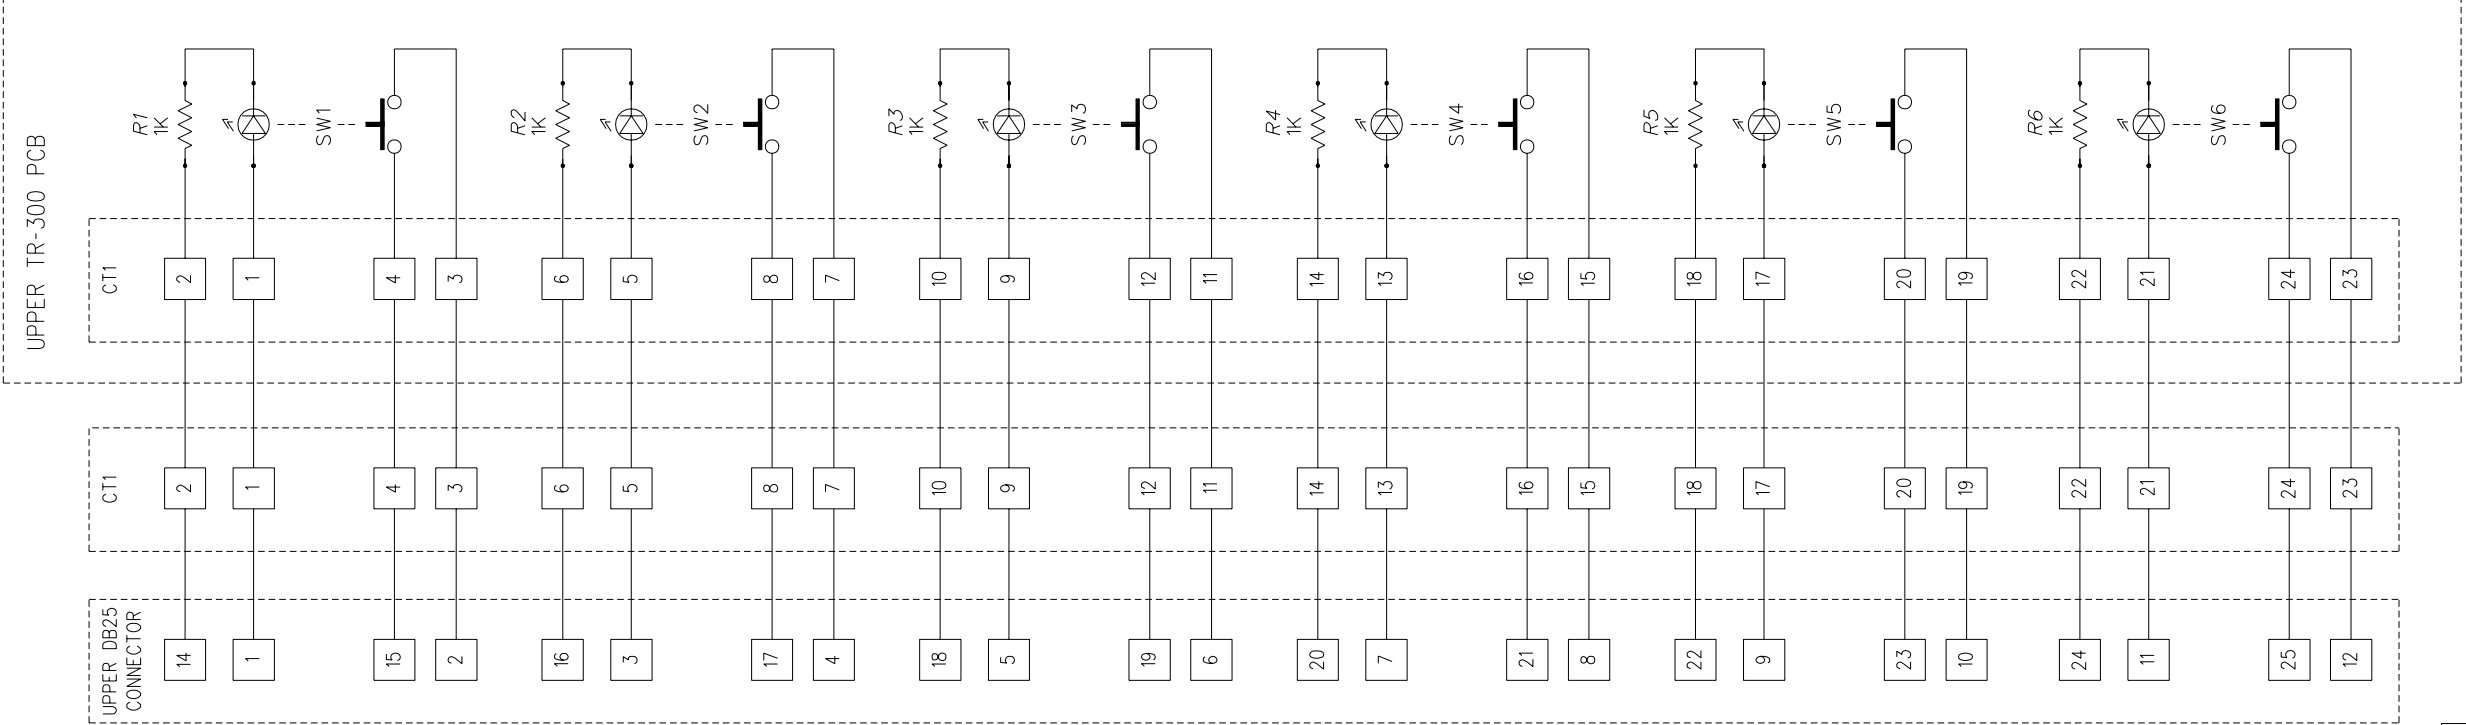 UPPER TR-300 PCB
R1
1K
SW1
R2
1K
SW2
R3
1K
SW3
R4
1K
SW4
R5
1K
SW5
R6
1K
SW6
CT1
2 1 4 3 6 5 8 7 10 9 12 11 14 13 16 15 18 17 20 19 22 21 24 23
CT1
2 1 4 3 6 5 8 7 10 9 12 11 14 13 16 15 18 17 20 19 22 21 24 23
UPPER DB25
CONNECTOR
14 1 15 2 16 3 17 4 18 5 19 6 20 7 21 8 22 9 23 10 24 11 25 12